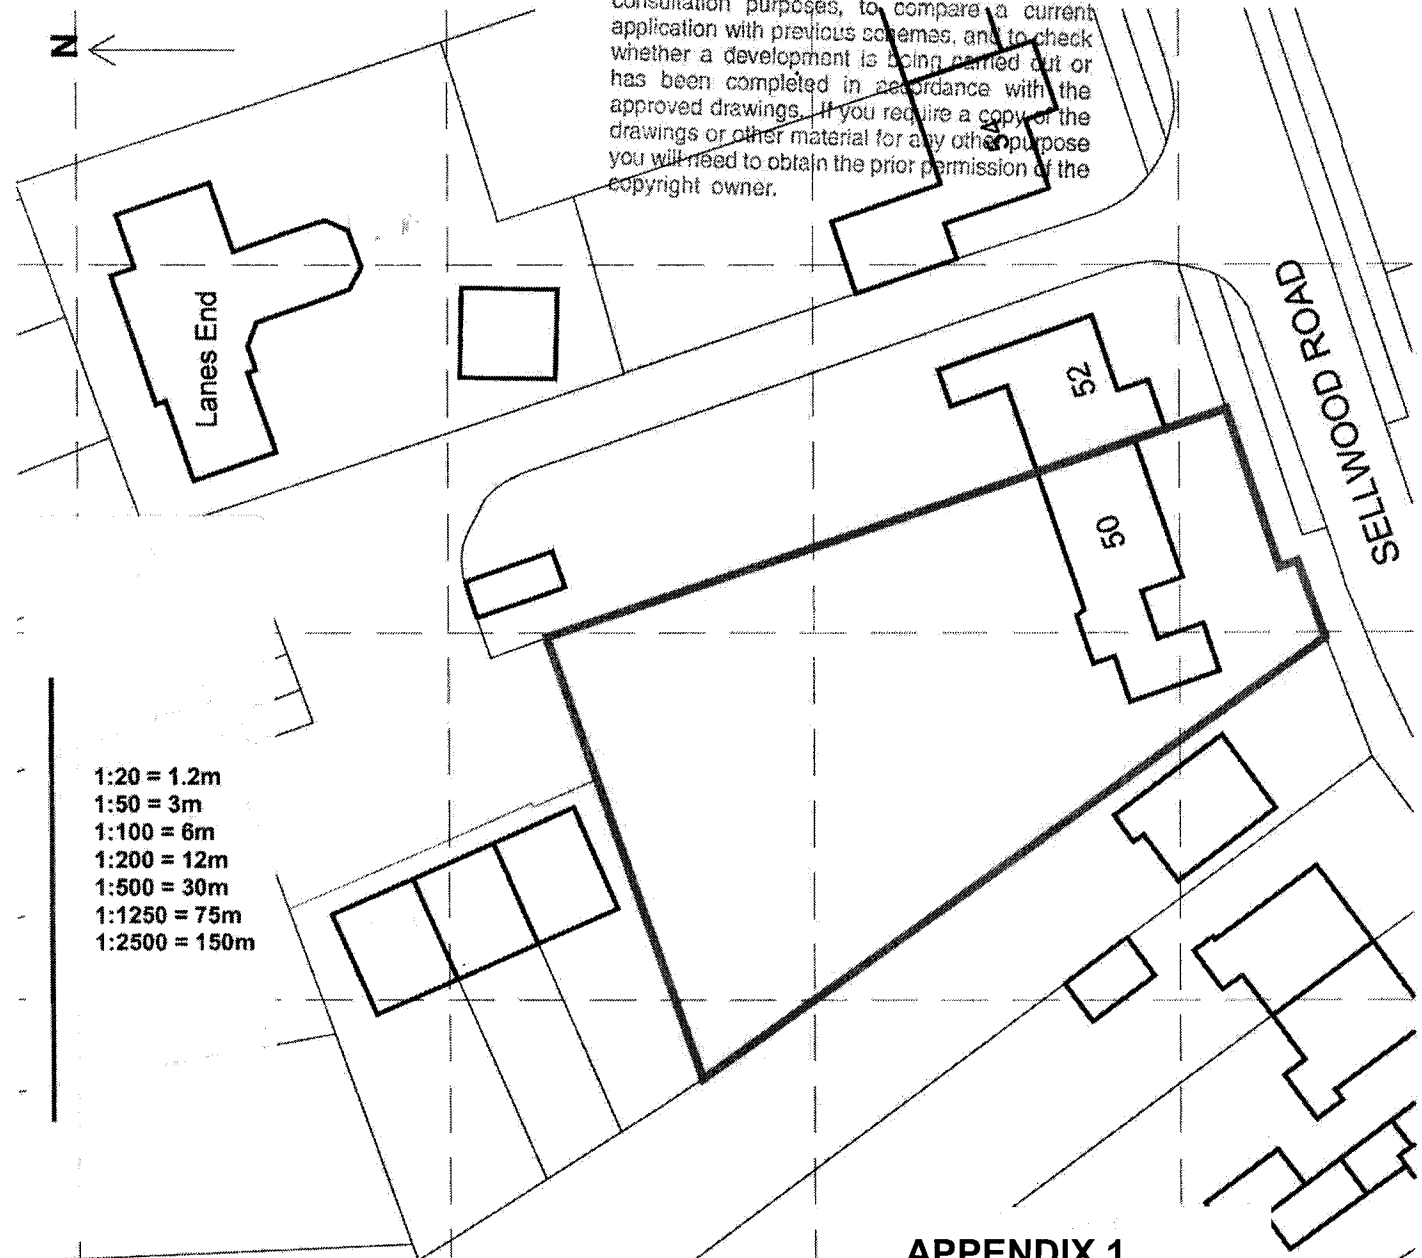 consultation purposes, to compare a current
application with previous schemes, and to check
whether a development is being carried out or
has been completed in accordance with the
approved drawings. If you require a copy of the
drawings or other material for any other purpose
you will need to obtain the prior permission of the
copyright owner.
N
54
Lanes End
52
50
SELLWOOD ROAD
1:20 = 1.2m
1:50 = 3m
1:100 = 6m
1:200 = 12m
1:500 = 30m
1:1250 = 75m
1:2500 = 150m
APPENDIX 1